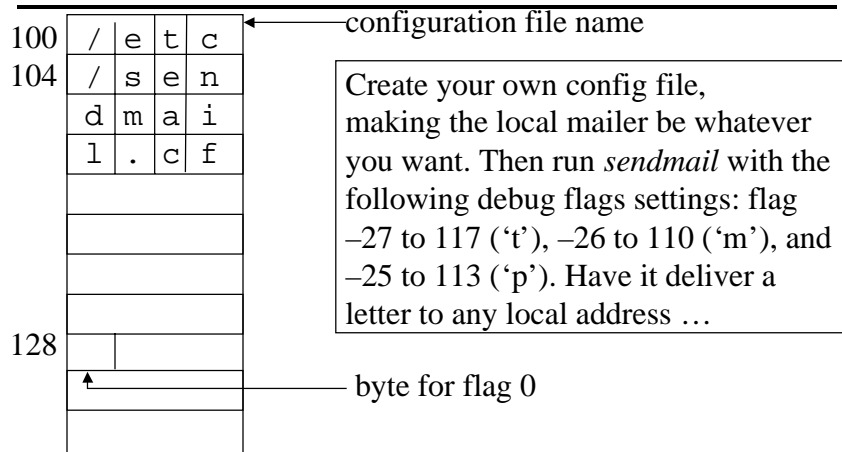 configuration file name
100 / e t c
104 / s e n
d m a i
l . c f
Create your own config file,
making the local mailer be whatever
you want. Then run sendmail with the
following debug flags settings: flag
–27 to 117 (‘t’), –26 to 110 (‘m’), and
–25 to 113 (‘p’). Have it deliver a
letter to any local address …
128
byte for flag 0